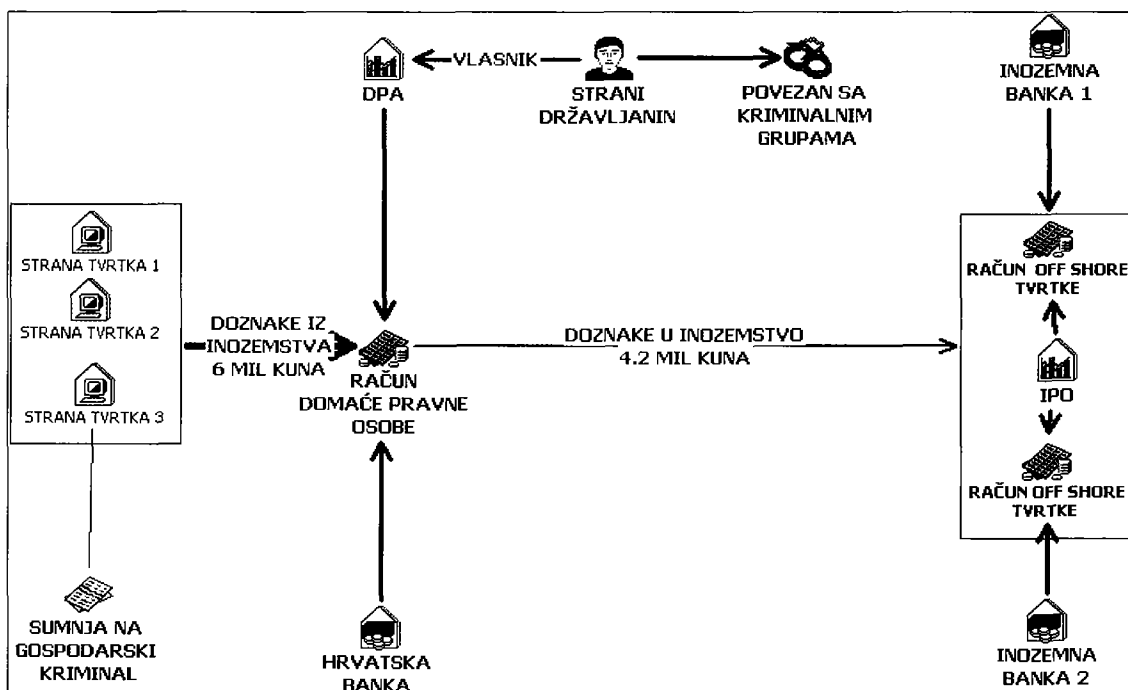 VLASNIK
DPA
STRANI
DRŽAVLJANIN
POVEZAN SA
KRIMINALNIM
GRUPAMA
INOZEMNA
BANKA 1
STRANA TVRTKA 1
STRANA TVRTKA 2
STRANA TVRTKA 3
DOZNAKE IZ
INOZEMSTVA
6 MIL KUNA
RAČUN
DOMAĆE PRAVNE
OSOBE
DOZNAKE U INOZEMSTVO
4.2 MIL KUNA
RAČUN OFF SHORE
TVRTKE
IPO
RAČUN OFF SHORE
TVRTKE
SUMNJA NA
GOSPODARSKI
KRIMINAL
HRVATSKA
BANKA
INOZEMNA
BANKA 2